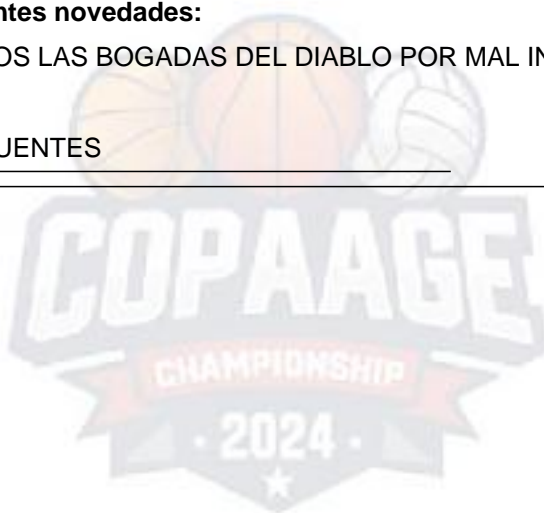 ntes novedades:
OS LAS BOGADAS DEL DIABLO POR MAL IN
UENTES
COPAAGE
CHAMPIONSHIP
· 2024 ·